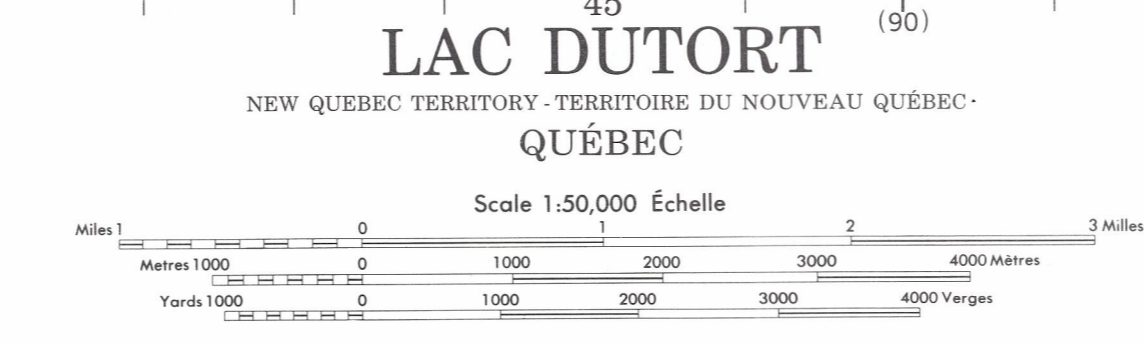 45
(90)
LAC DUTORT
NEW QUEBEC TERRITORY - TERRITOIRE DU NOUVEAU QUÉBEC
QUÉBEC
Scale 1:50,000 Échelle
Miles 1 0 1 2 3 Milles
Metres 1000 0 1000 2000 3000 4000 Mètres
Yards 1000 0 1000 2000 3000 4000 Verges